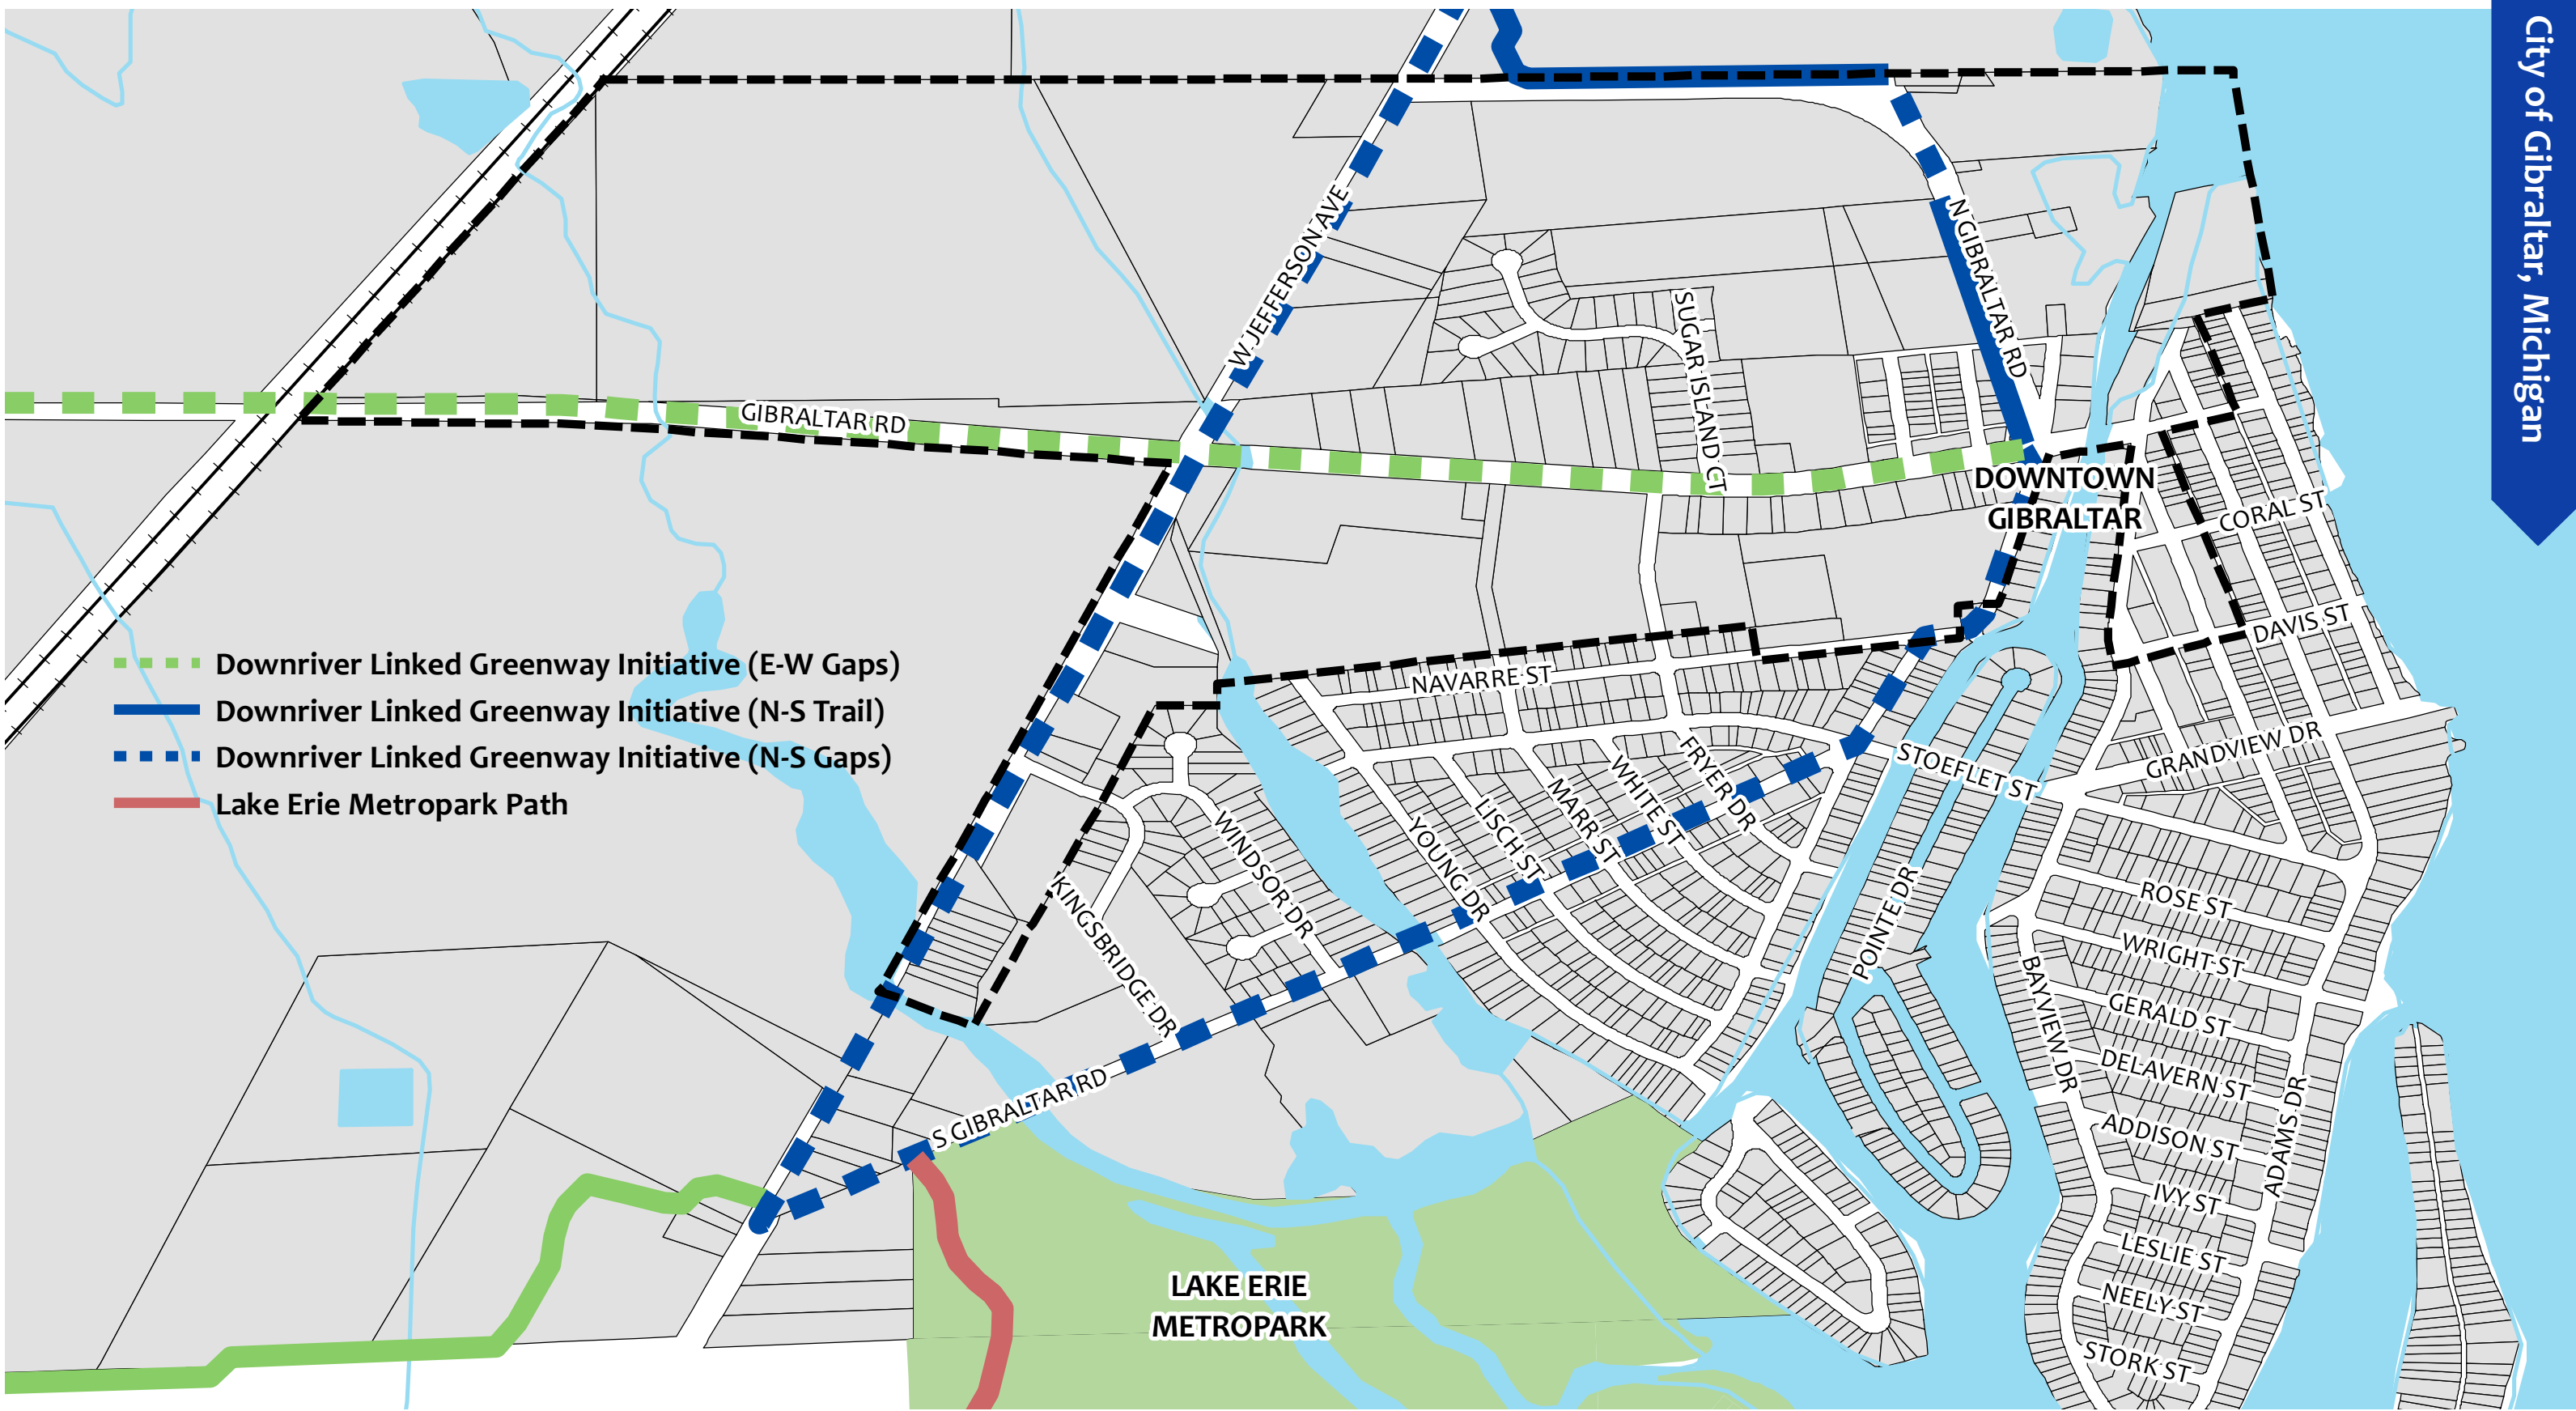 City of Gibraltar, Michigan
W JEFFERSON AVE
N GIBRALTAR RD
SUGAR ISLAND CT
GIBRALTAR RD
DOWNTOWN
GIBRALTAR
CORAL ST
DAVIS ST
Downriver Linked Greenway Initiative (E-W Gaps)
Downriver Linked Greenway Initiative (N-S Trail)
Downriver Linked Greenway Initiative (N-S Gaps)
Lake Erie Metropark Path
NAVARRE ST
STOEFLET ST
GRANDVIEW DR
FRYER DR
WHITE ST
MARR ST
LISCH ST
YOUNG DR
WINDSOR DR
KINGSBRIDGE DR
POINTE DR
ROSE ST
WRIGHT ST
BAYVIEW DR
GERALD ST
DELAVERN ST
ADDISON ST
ADAMS DR
S GIBRALTAR RD
IVY ST
LESLIE ST
NEELY ST
STORK ST
LAKE ERIE
METROPARK